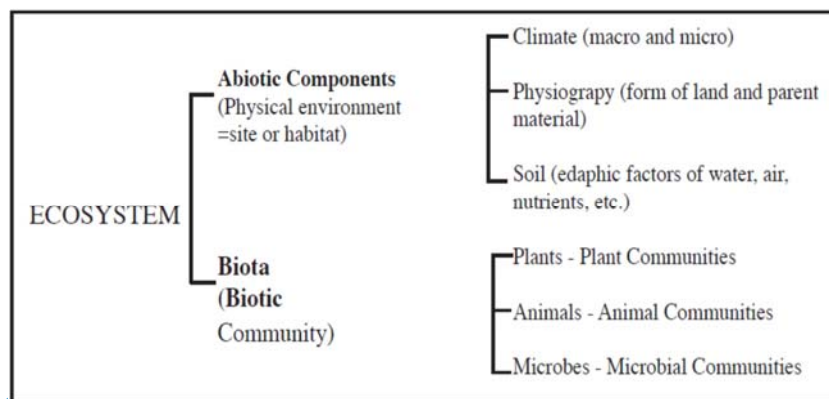 Climate (macro and micro)
Abiotic Components
(Physical environment
=site or habitat)
Physiograpy (form of land and parent
material)
Soil (edaphic factors of water, air,
nutrients, etc.)
ECOSYSTEM
Biota
(Biotic
Community)
Plants - Plant Communities
Animals - Animal Communities
Microbes - Microbial Communities